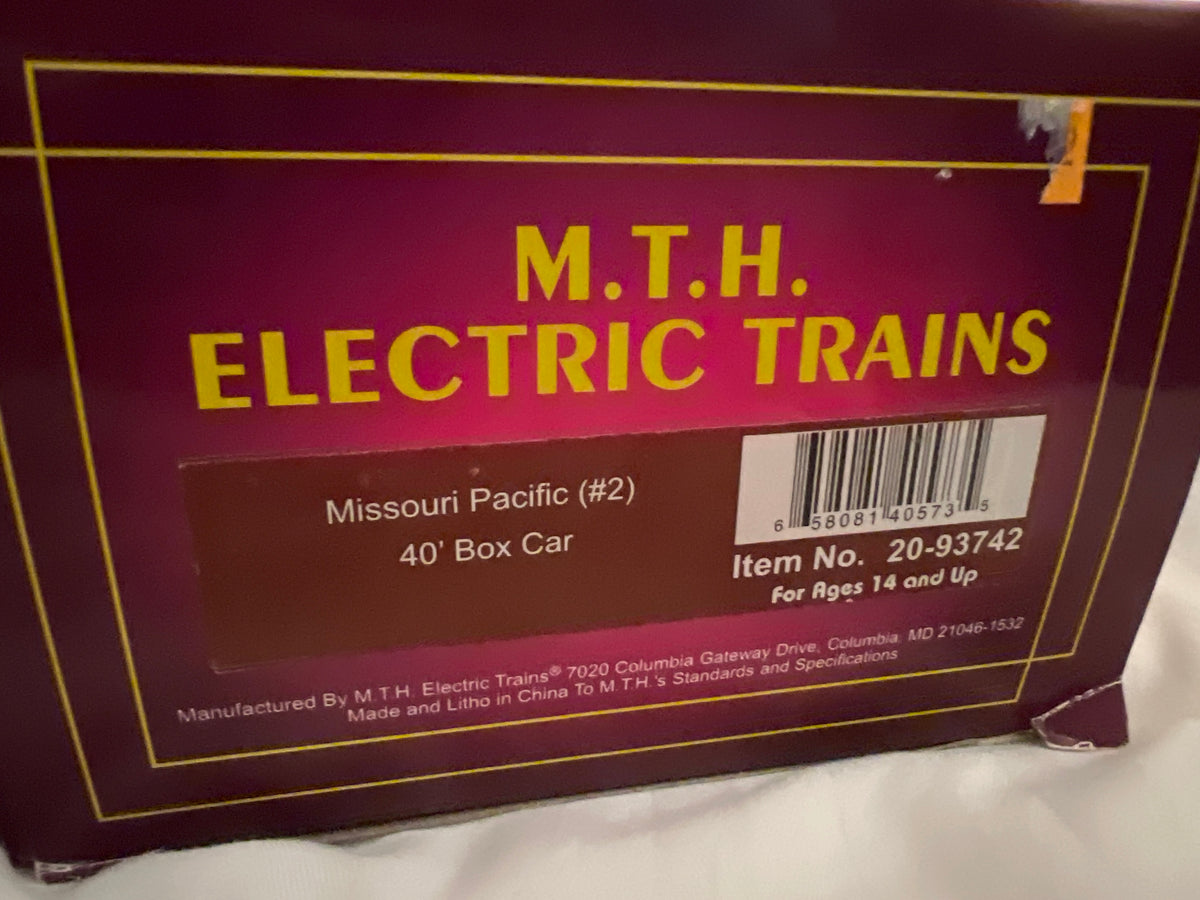 M.T.H.
ELECTRIC TRAINS
Missouri Pacific (#2)
40' Box Car
6 58081 40573 5
Item No. 20-93742
For Ages 14 and Up
Manufactured By M.T.H. Electric Trains® 7020 Columbia Gateway Drive, Columbia, MD 21046-1532
Made and Litho in China To M.T.H.'s Standards and Specifications